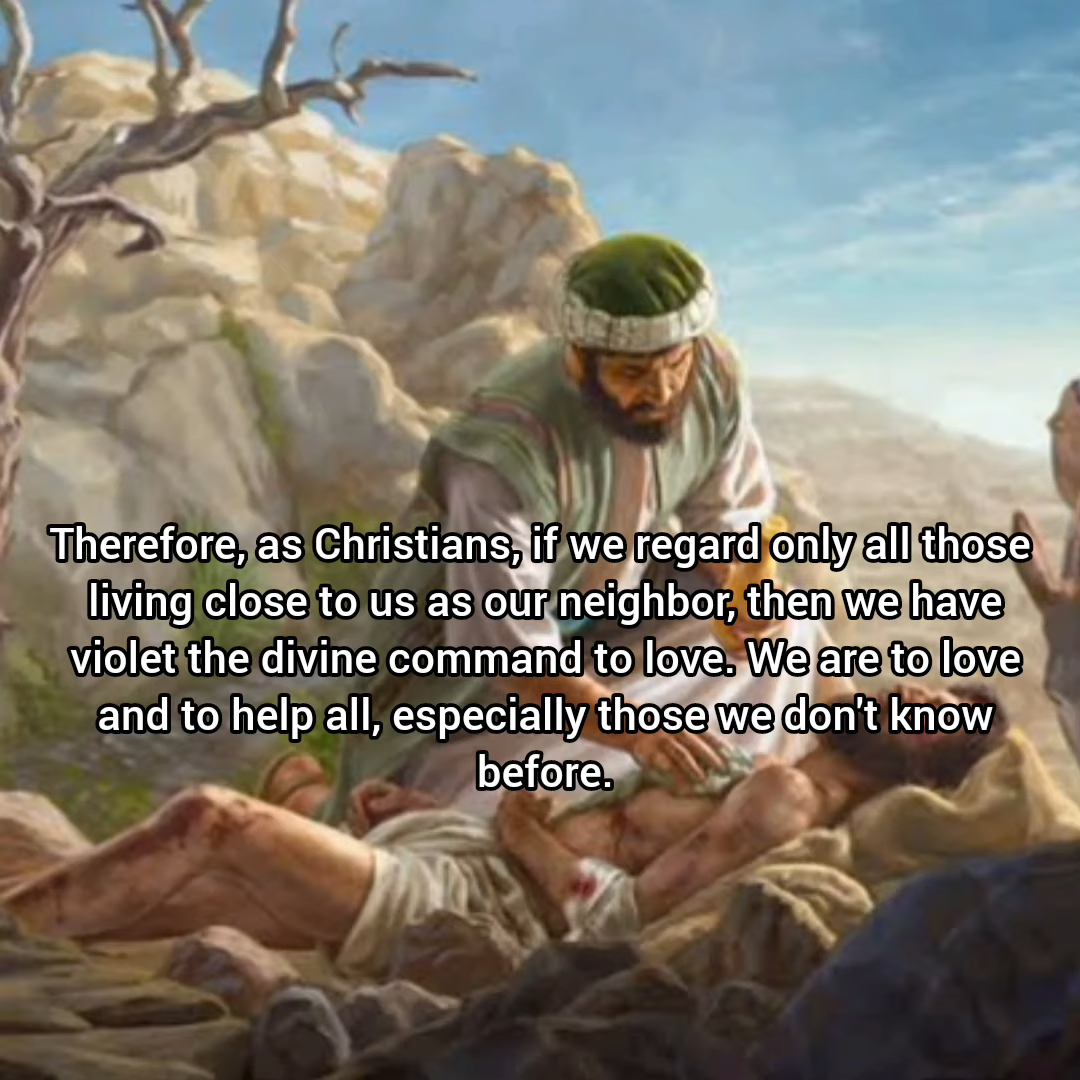 Therefore, as Christians, if we regard only all those
living close to us as our neighbor, then we have
violet the divine command to love. We are to love
and to help all, especially those we don't know
before.